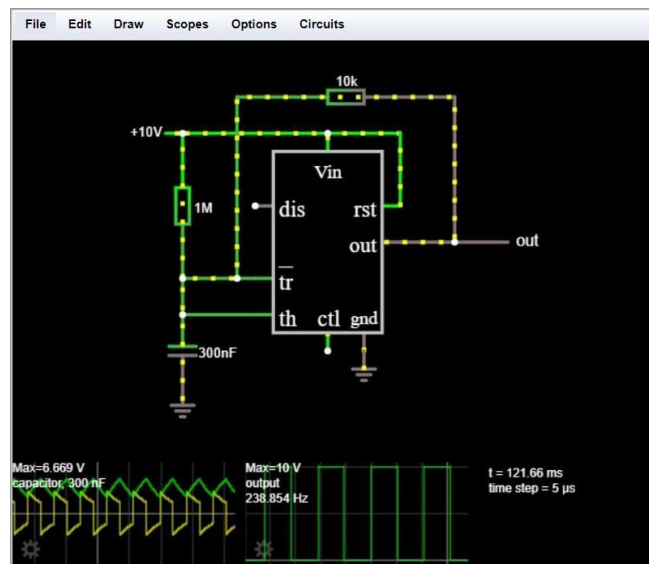 File Edit Draw Scopes Options Circuits
10k
+10V
Vin
1M
dis
rst
out
out
tr
th
ctl
gnd
300nF
Max=6.669 V
capacitor, 300 nF
Max=10 V
output
238.854 Hz
t = 121.66 ms
time step = 5 µs